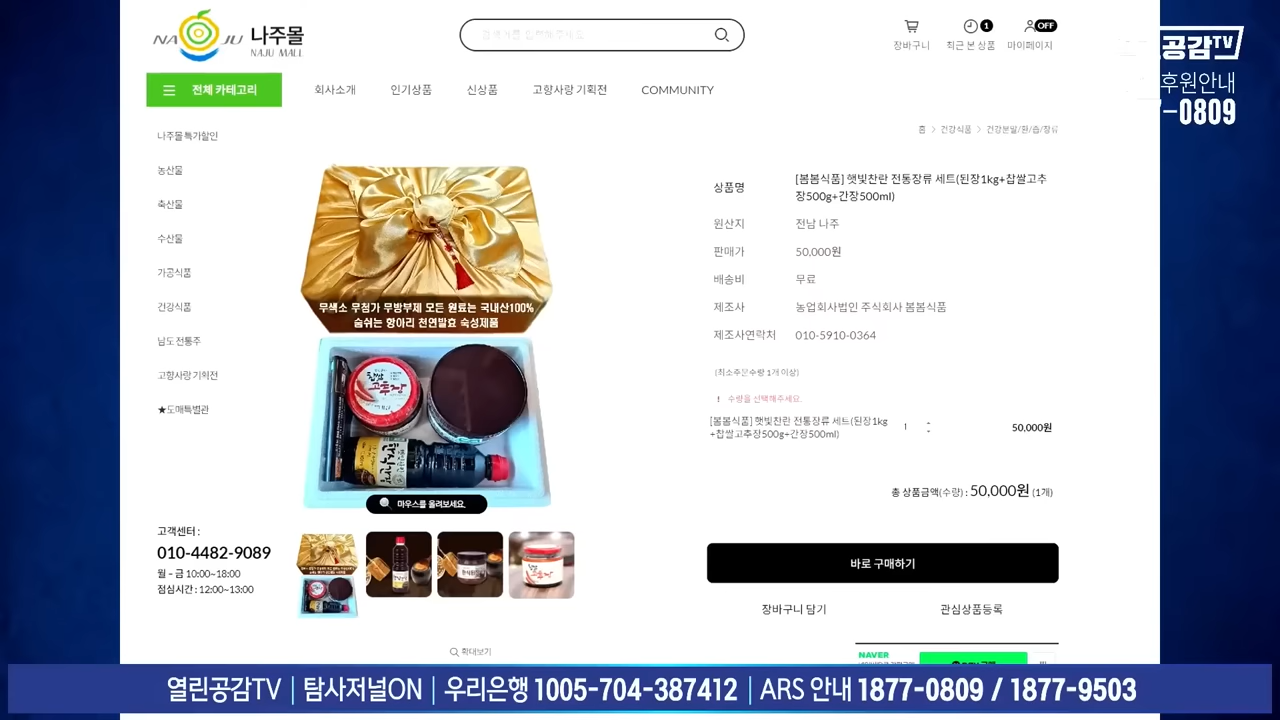 NAJU 나주몰
NAJU MALL
검색어를 입력해주세요
1
OFF
장바구니
최근 본 상품
마이페이지
공감TV
후원안내
-0809
전체 카테고리
회사소개
인기상품
신상품
고향사랑 기획전
COMMUNITY
홈 > 건강식품 > 건강분말/환/즙/장류
나주몰 특가할인
농산물
축산물
수산물
가공식품
건강식품
남도 전통주
고향사랑 기획전
★도매특별관
고객센터 :
010-4482-9089
월 - 금 10:00~18:00
점심시간 : 12:00~13:00
무색소 무첨가 무방부제 모든 원료는 국내산100%
숨쉬는 항아리 천연발효 숙성제품
찹쌀
고추장
마우스를 올려보세요.
확대보기
상품명
[봄봄식품] 햇빛찬란 전통장류 세트(된장1kg+찹쌀고추
장500g+간장500ml)
원산지 전남 나주
판매가 50,000원
배송비 무료
제조사 농업회사법인 주식회사 봄봄식품
제조사연락처 010-5910-0364
(최소주문수량 1개 이상)
! 수량을 선택해주세요.
[봄봄식품] 햇빛찬란 전통장류 세트(된장1kg
+찹쌀고추장500g+간장500ml)
1
50,000원
총 상품금액(수량) : 50,000원 (1개)
바로 구매하기
장바구니 담기
관심상품등록
NAVER
열린공감TV | 탐사저널ON | 우리은행 1005-704-387412 | ARS 안내 1877-0809 / 1877-9503